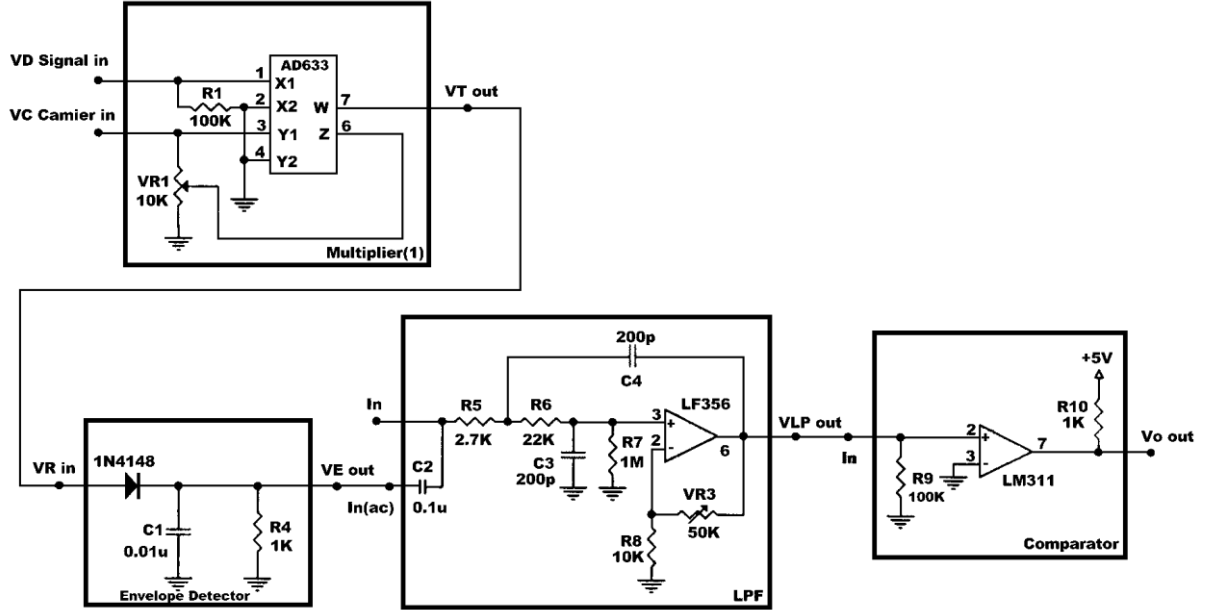 VD Signal in
VC Camier in
AD633
1
X1
2
X2
3
Y1
4
Y2
W
7
Z
6
R1
100K
VR1
10K
VT out
Multiplier(1)
VR in
1N4148
C1
0.01u
R4
1K
VE out
In(ac)
Envelope Detector
In
C2
0.1u
R5
2.7K
R6
22K
200p
C4
C3
200p
R7
1M
LF356
3
+
2
-
6
VR3
50K
R8
10K
LPF
VLP out
In
R9
100K
2
+
3
-
7
LM311
+5V
R10
1K
Vo out
Comparator